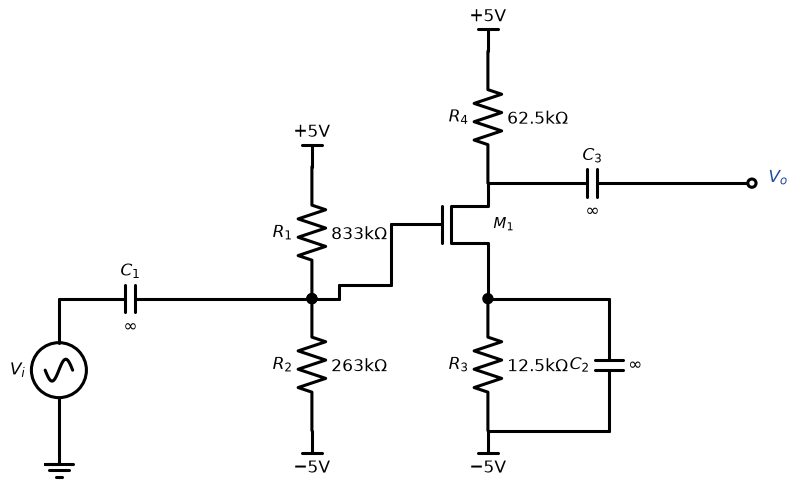 +5V
R₄ 62.5kΩ
+5V
C₃
Vₒ
∞
R₁ 833kΩ
M₁
C₁
∞
Vᵢ
R₂ 263kΩ
R₃ 12.5kΩ C₂ ∞
−5V
−5V